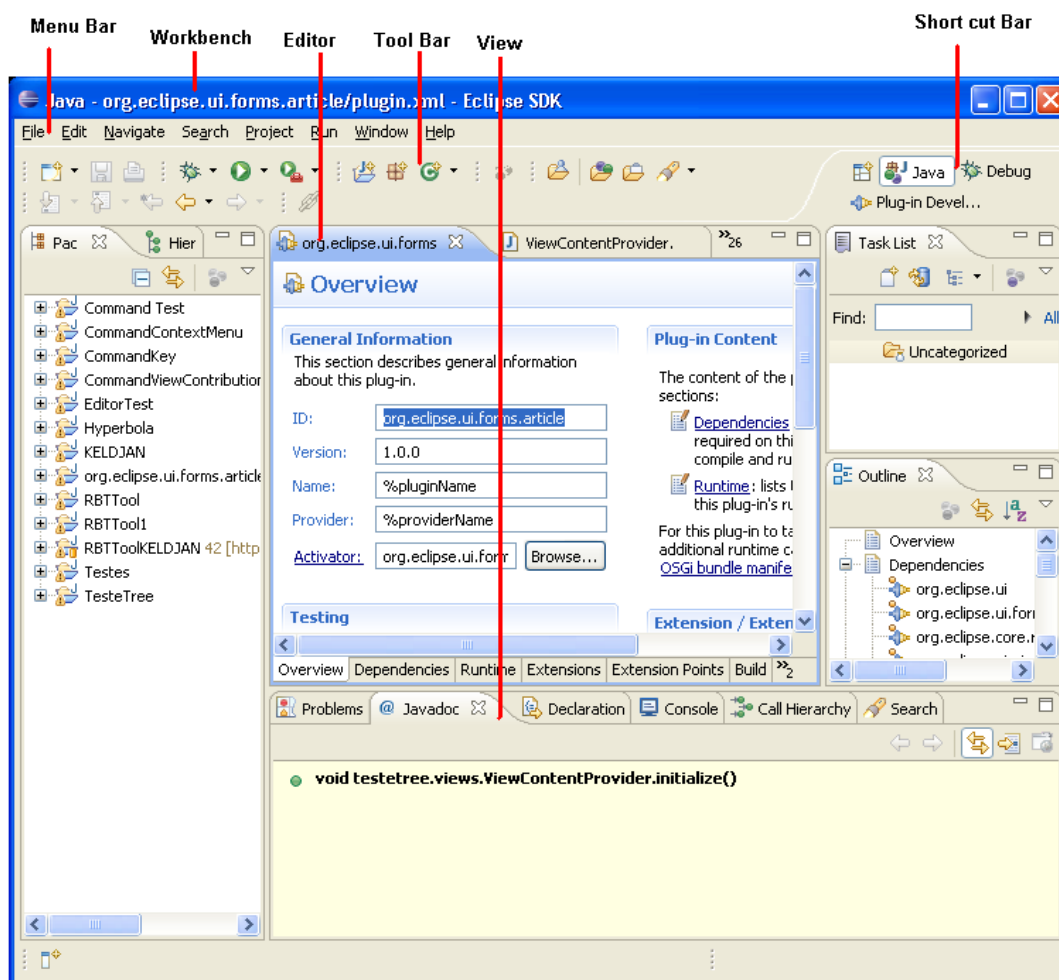 Menu Bar
Workbench
Editor
Tool Bar
View
Short cut Bar
Java - org.eclipse.ui.forms.article/plugin.xml - Eclipse SDK
File Edit Navigate Search Project Run Window Help
Java
Debug
Plug-in Devel...
Pac
Hier
org.eclipse.ui.forms
ViewContentProvider.
26
Task List
Command Test
CommandContextMenu
CommandKey
CommandViewContribution
EditorTest
Hyperbola
KELDJAN
org.eclipse.ui.forms.article
RBTTool
RBTTool1
RBTToolKELDJAN 42 [http
Testes
TesteTree
Overview
General Information
This section describes general information
about this plug-in.
ID: org.eclipse.ui.forms.article
Version: 1.0.0
Name: %pluginName
Provider: %providerName
Activator: org.eclipse.ui.form Browse...
Testing
Plug-in Content
The content of the
sections:
Dependencies
required on thi
compile and ru
Runtime: lists
this plug-in's ru
For this plug-in to ta
additional runtime c
OSGi bundle manife
Extension / Exten
Overview Dependencies Runtime Extensions Extension Points Build 2
Find: All
Uncategorized
Outline
Overview
Dependencies
org.eclipse.ui
org.eclipse.ui.forr
org.eclipse.core.r
Problems @ Javadoc Declaration Console Call Hierarchy Search
void testetree.views.ViewContentProvider.initialize()